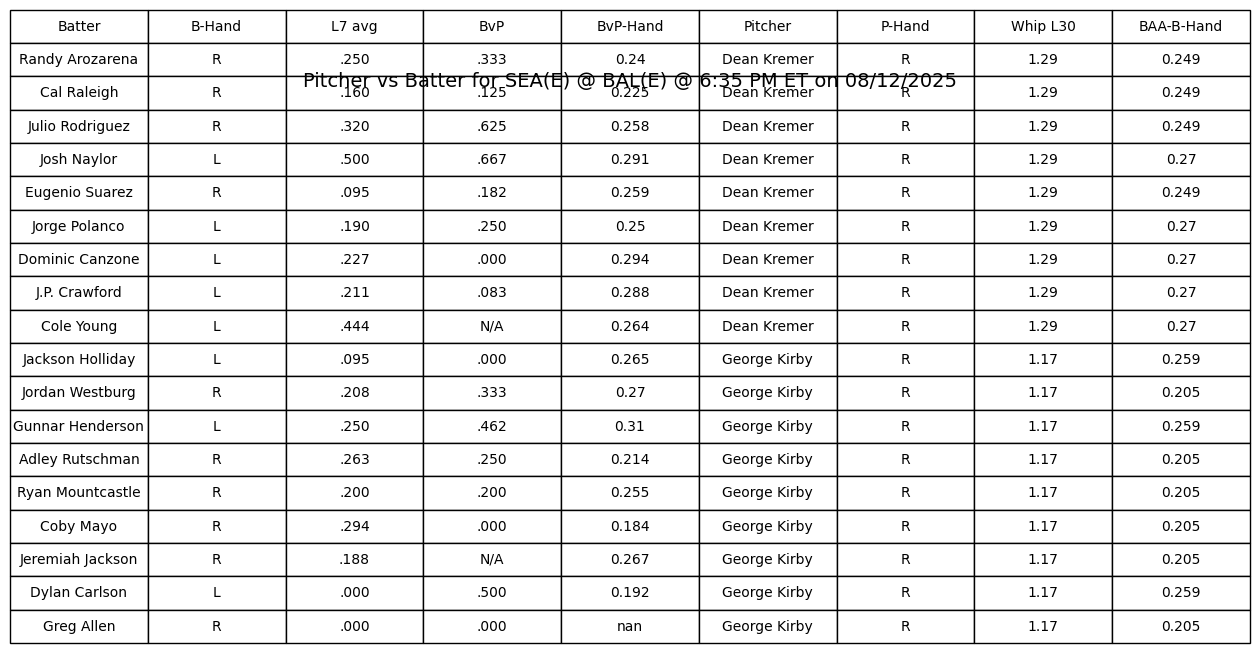 Batter B-Hand L7 avg BvP BvP-Hand Pitcher P-Hand Whip L30 BAA-B-Hand
Randy Arozarena R .250 .333 0.24 Dean Kremer R 1.29 0.249
Pitcher vs Batter for SEA(E) @ BAL(E) @ 6:35 PM ET on 08/12/2025
Cal Raleigh R .160 .125 0.225 Dean Kremer R 1.29 0.249
Julio Rodriguez R .320 .625 0.258 Dean Kremer R 1.29 0.249
Josh Naylor L .500 .667 0.291 Dean Kremer R 1.29 0.27
Eugenio Suarez R .095 .182 0.259 Dean Kremer R 1.29 0.249
Jorge Polanco L .190 .250 0.25 Dean Kremer R 1.29 0.27
Dominic Canzone L .227 .000 0.294 Dean Kremer R 1.29 0.27
J.P. Crawford L .211 .083 0.288 Dean Kremer R 1.29 0.27
Cole Young L .444 N/A 0.264 Dean Kremer R 1.29 0.27
Jackson Holliday L .095 .000 0.265 George Kirby R 1.17 0.259
Jordan Westburg R .208 .333 0.27 George Kirby R 1.17 0.205
Gunnar Henderson L .250 .462 0.31 George Kirby R 1.17 0.259
Adley Rutschman R .263 .250 0.214 George Kirby R 1.17 0.205
Ryan Mountcastle R .200 .200 0.255 George Kirby R 1.17 0.205
Coby Mayo R .294 .000 0.184 George Kirby R 1.17 0.205
Jeremiah Jackson R .188 N/A 0.267 George Kirby R 1.17 0.205
Dylan Carlson L .000 .500 0.192 George Kirby R 1.17 0.259
Greg Allen R .000 .000 nan George Kirby R 1.17 0.205